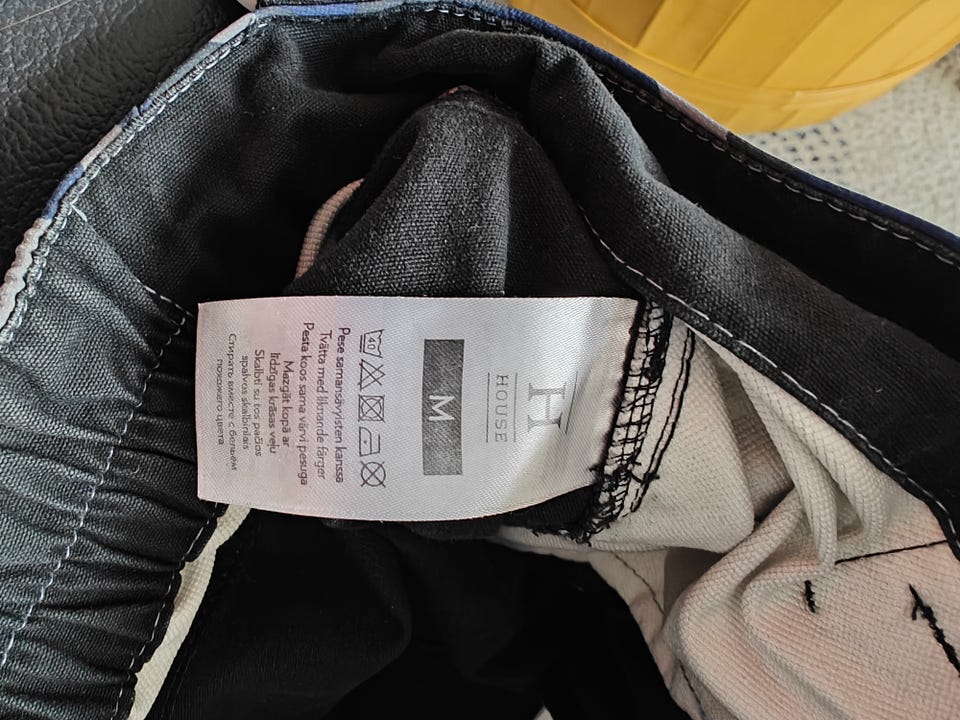 H
HOUSE
M
40
Pese samansävyisten kanssa
Tvätta med liknande färger
Pesta koos sama värvi pesuga
Mazgāt kopā ar
līdzīgas krāsas veļu
Skalbti su tos pačios
spalvos skalbiniais
Стирать вместе с бельём
похожего цвета